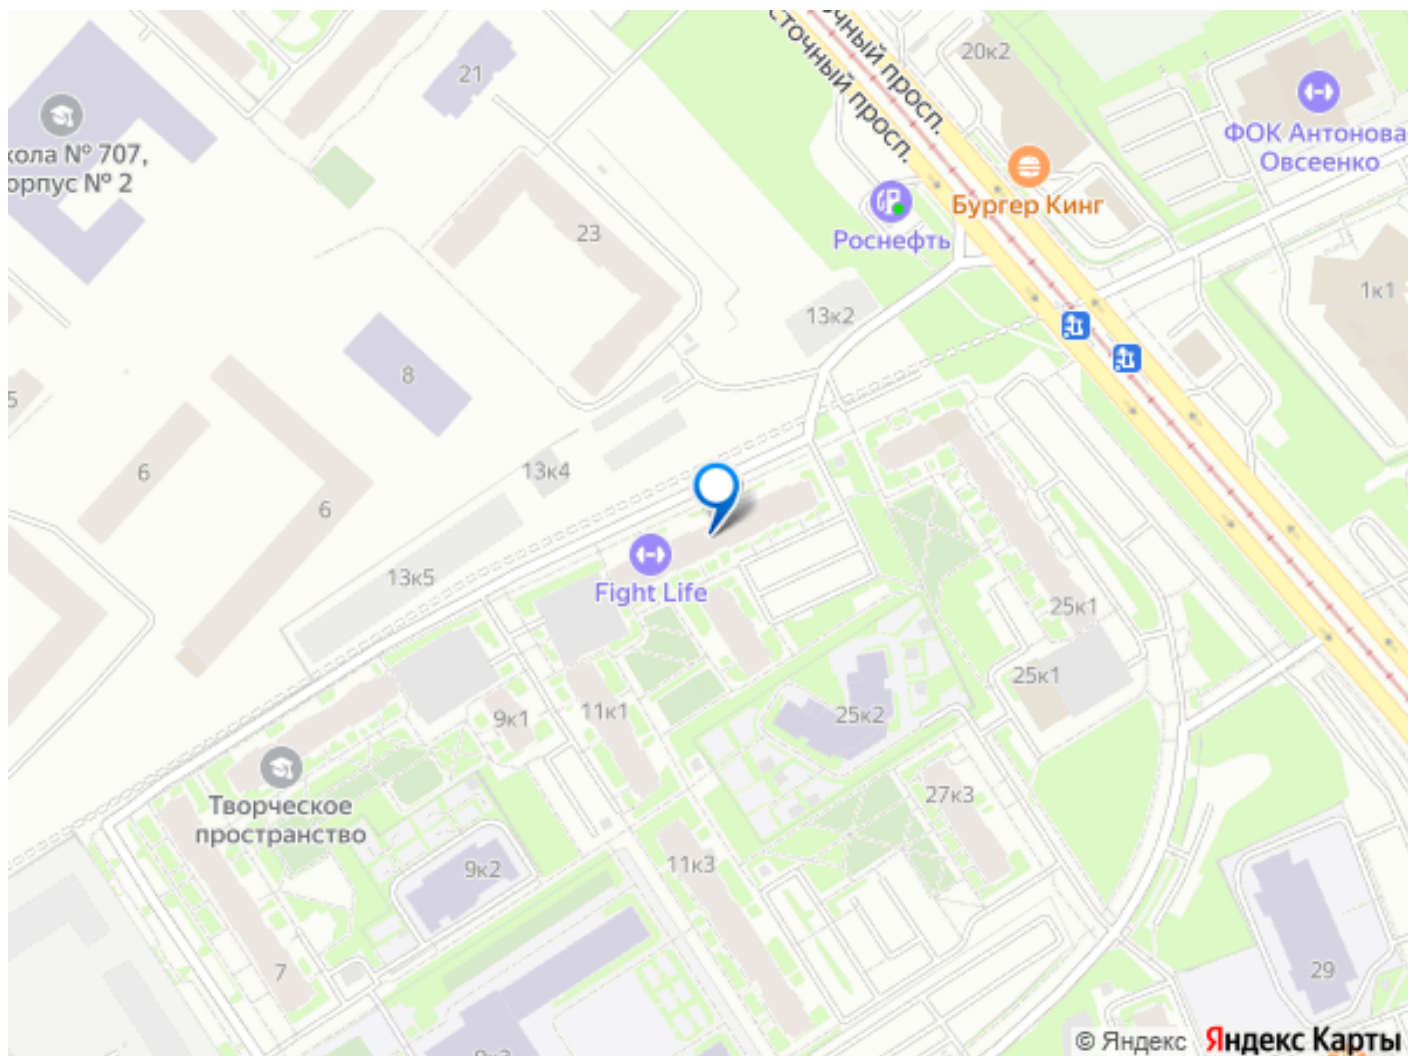 сточный просп.
чный просп.
20к2
21
ФОК Антонова
Овсеенко
кола № 707,
орпус № 2
Бургер Кинг
Роснефть
23
1к1
13к2
8
5
6
6
13к4
13к5
Fight Life
25к1
25к1
25к2
9к1
11к1
27к3
Творческое
пространство
9к2
11к3
7
29
© Яндекс
Яндекс Карты